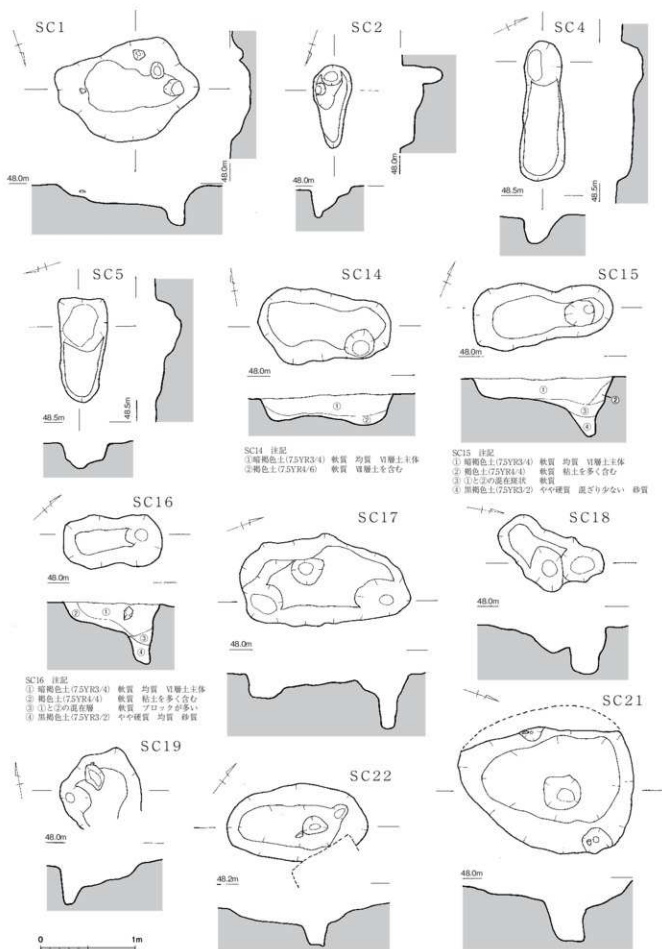 SC1
48.0m
48.0m
SC2
48.0m
48.0m
SC4
48.5m
48.5m
SC5
48.5m
48.5m
SC14
48.0m
SC14 注記
①暗褐色土(7.5YR3/4) 軟質 均質 Ⅵ層土主体
②褐色土(7.5YR4/6) 軟質 Ⅶ層土を含む
① ②
SC15
48.0m
① ② ③ ④
SC15 注記
① 暗褐色土(7.5YR3/4) 軟質 均質 Ⅵ層土主体
② 褐色土(7.5YR4/4) 軟質 粘土を多く含む
③ ①と②の混在斑状 軟質
④ 黒褐色土(7.5YR3/2) やや硬質 混ざり少ない 砂質
SC16
48.0m
② ① ③ ④
SC16 注記
① 暗褐色土(7.5YR3/4) 軟質 均質 Ⅵ層土主体
② 褐色土(7.5YR4/4) 軟質 粘土を多く含む
③ ①と②の混在層 軟質 ブロックが多い
④ 黒褐色土(7.5YR3/2) やや硬質 均質 砂質
SC17
48.0m
SC18
48.0m
SC19
48.0m
SC22
48.2m
SC21
48.0m
0 1m